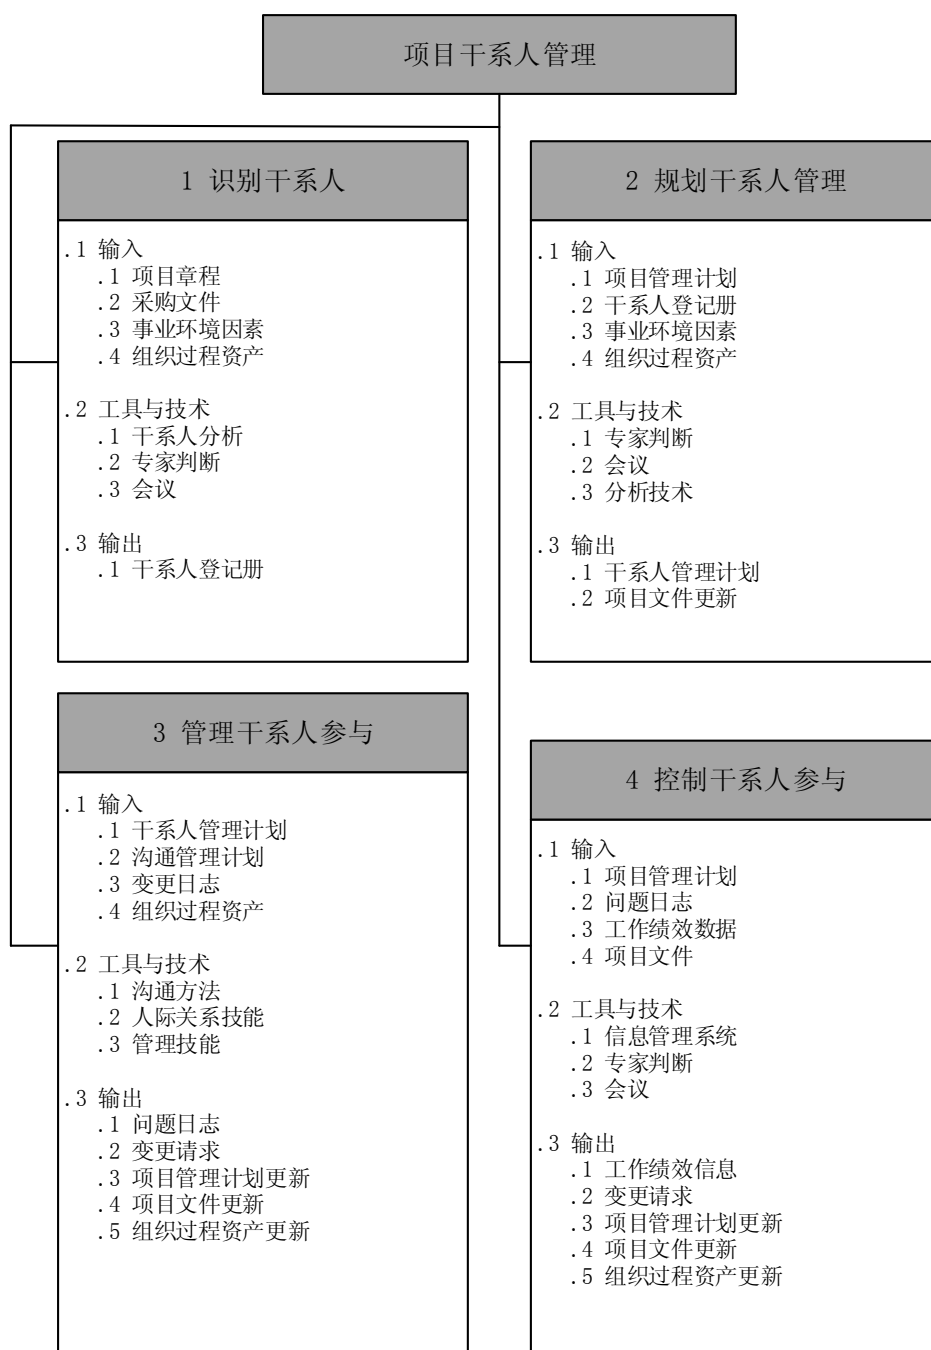 项目干系人管理
1 识别干系人
.1 输入
.1 项目章程
.2 采购文件
.3 事业环境因素
.4 组织过程资产
.2 工具与技术
.1 干系人分析
.2 专家判断
.3 会议
.3 输出
.1 干系人登记册
2 规划干系人管理
.1 输入
.1 项目管理计划
.2 干系人登记册
.3 事业环境因素
.4 组织过程资产
.2 工具与技术
.1 专家判断
.2 会议
.3 分析技术
.3 输出
.1 干系人管理计划
.2 项目文件更新
3 管理干系人参与
.1 输入
.1 干系人管理计划
.2 沟通管理计划
.3 变更日志
.4 组织过程资产
.2 工具与技术
.1 沟通方法
.2 人际关系技能
.3 管理技能
.3 输出
.1 问题日志
.2 变更请求
.3 项目管理计划更新
.4 项目文件更新
.5 组织过程资产更新
4 控制干系人参与
.1 输入
.1 项目管理计划
.2 问题日志
.3 工作绩效数据
.4 项目文件
.2 工具与技术
.1 信息管理系统
.2 专家判断
.3 会议
.3 输出
.1 工作绩效信息
.2 变更请求
.3 项目管理计划更新
.4 项目文件更新
.5 组织过程资产更新